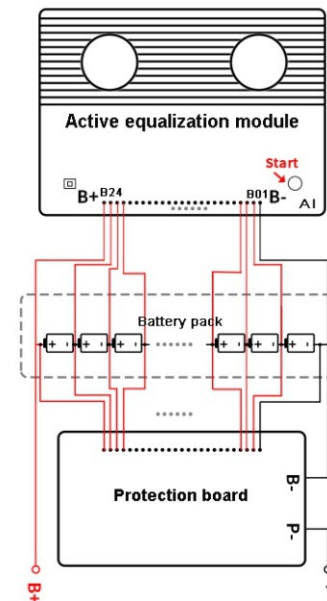 Active equalization module
Start
B+ B24
B01 B-
AI
Battery pack
+ -
+ -
+ -
+ -
+ -
+ -
Protection board
B-
P-
B+